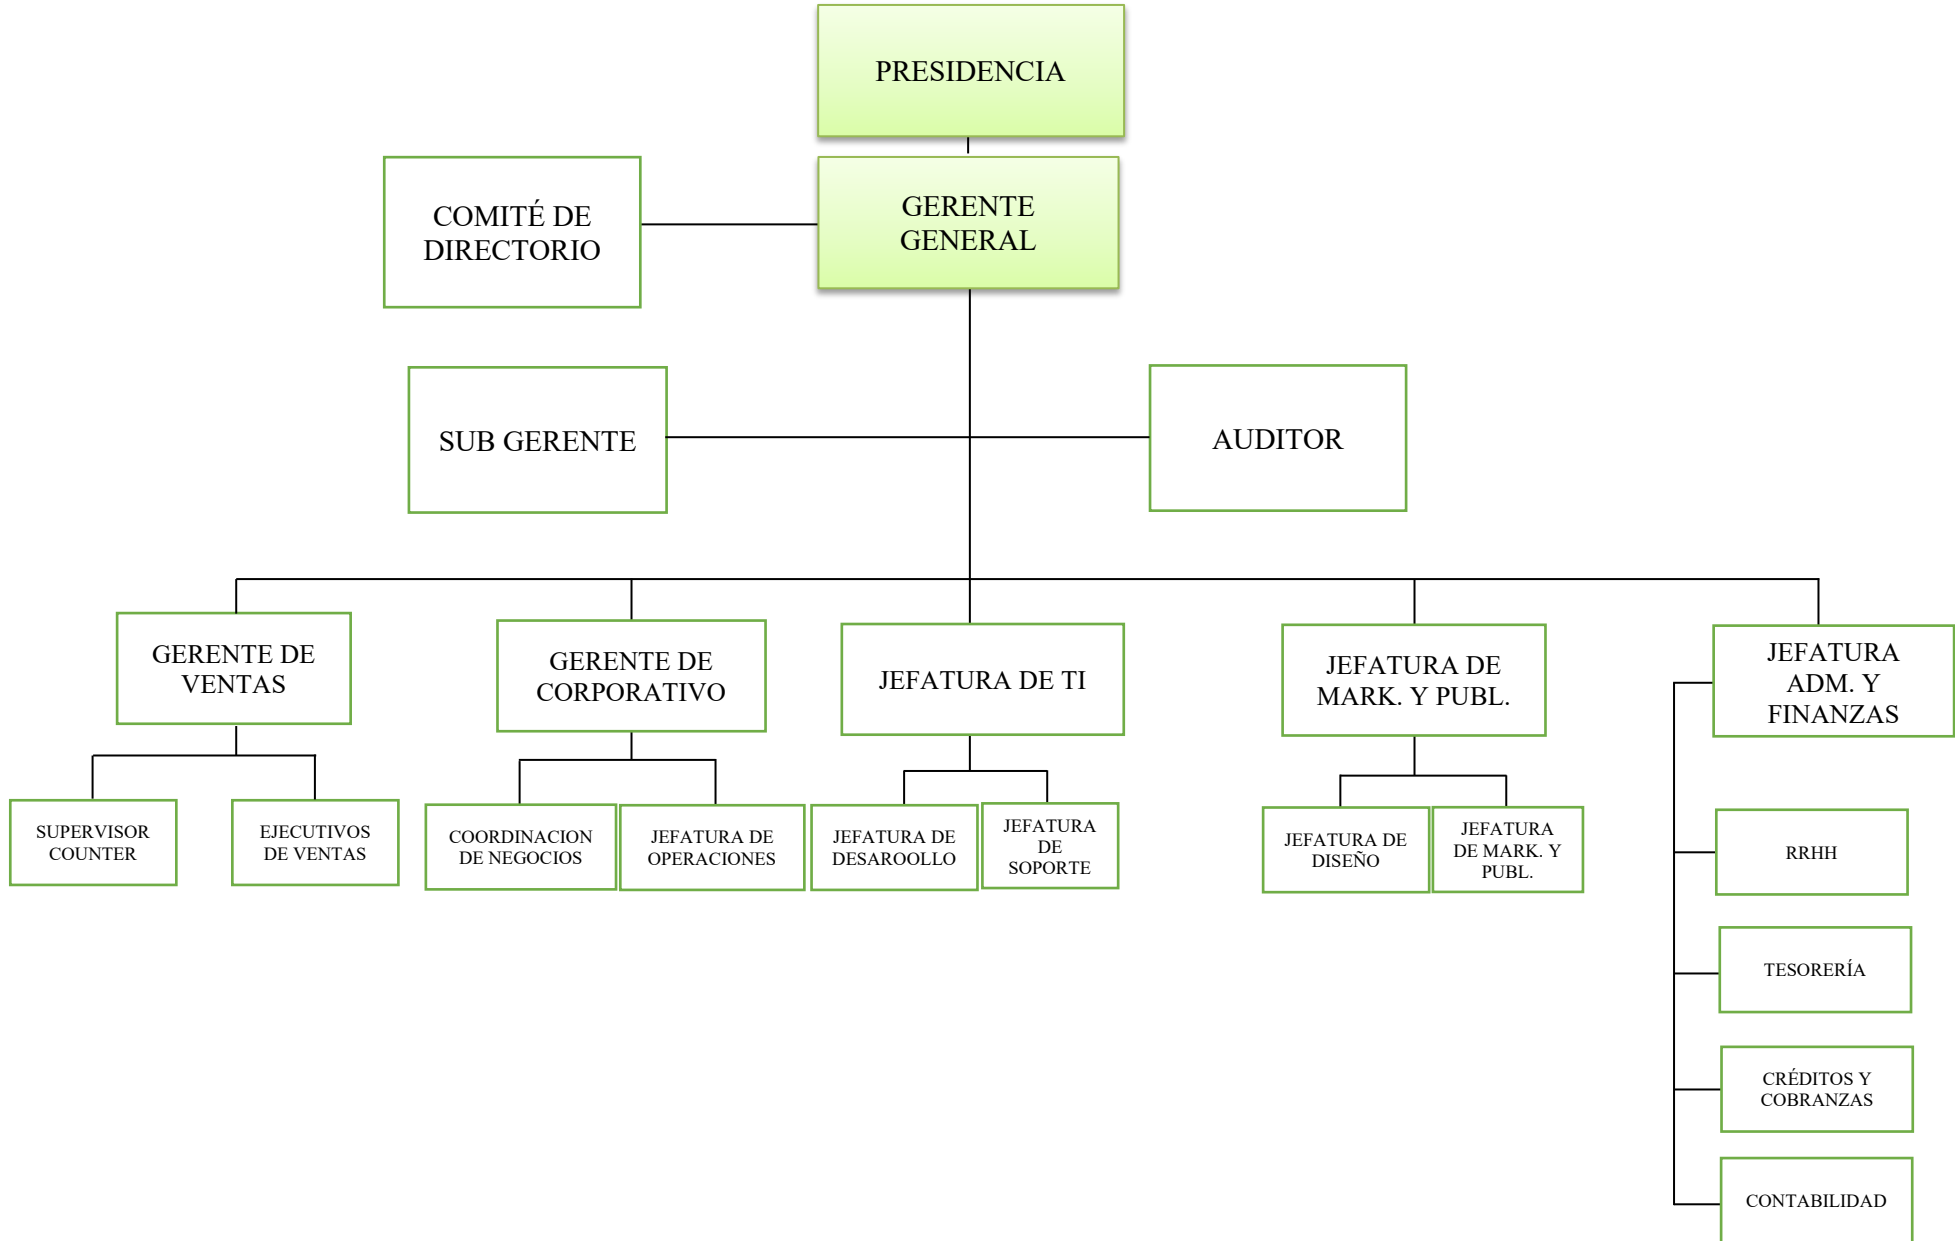 PRESIDENCIA
COMITÉ DE
DIRECTORIO
GERENTE
GENERAL
SUB GERENTE
AUDITOR
GERENTE DE
VENTAS
GERENTE DE
CORPORATIVO
JEFATURA DE TI
JEFATURA DE
MARK. Y PUBL.
JEFATURA
ADM. Y
FINANZAS
SUPERVISOR
COUNTER
EJECUTIVOS
DE VENTAS
COORDINACION
DE NEGOCIOS
JEFATURA DE
OPERACIONES
JEFATURA DE
DESAROOLLO
JEFATURA
DE
SOPORTE
JEFATURA DE
DISEÑO
JEFATURA
DE MARK. Y
PUBL.
RRHH
TESORERÍA
CRÉDITOS Y
COBRANZAS
CONTABILIDAD